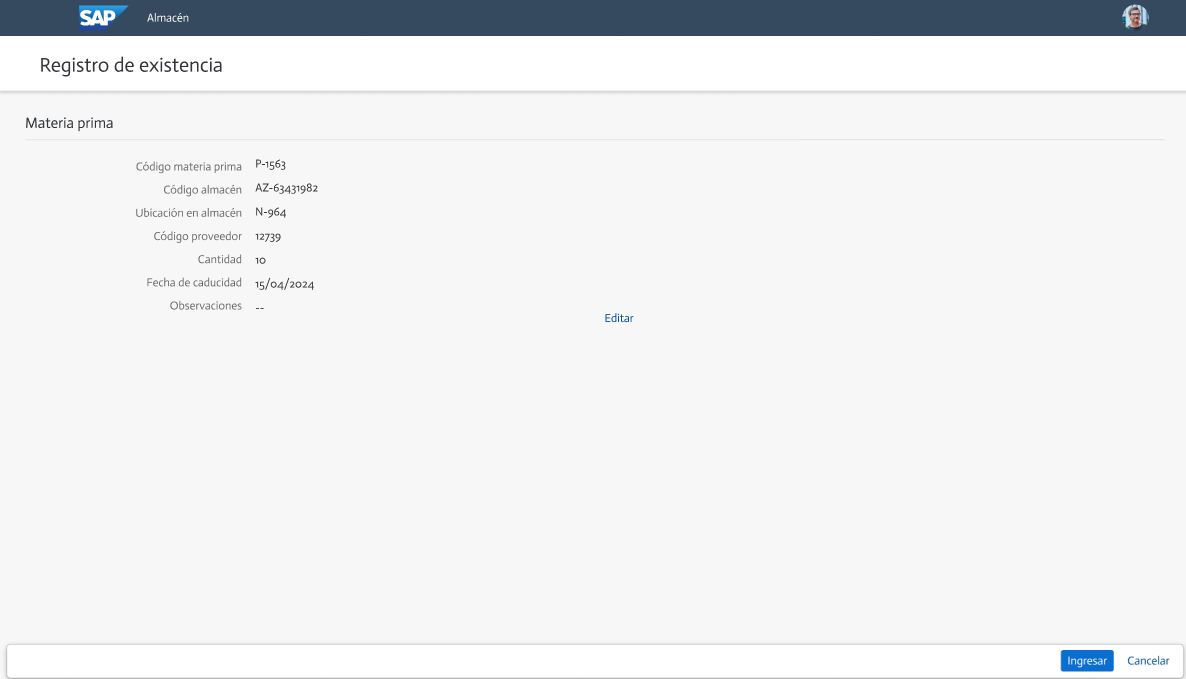 SAP Almacén
Registro de existencia
Materia prima
Código materia prima P-1563
Código almacén AZ-63431982
Ubicación en almacén N-964
Código proveedor 12739
Cantidad 10
Fecha de caducidad 15/04/2024
Observaciones --
Editar
Ingresar Cancelar